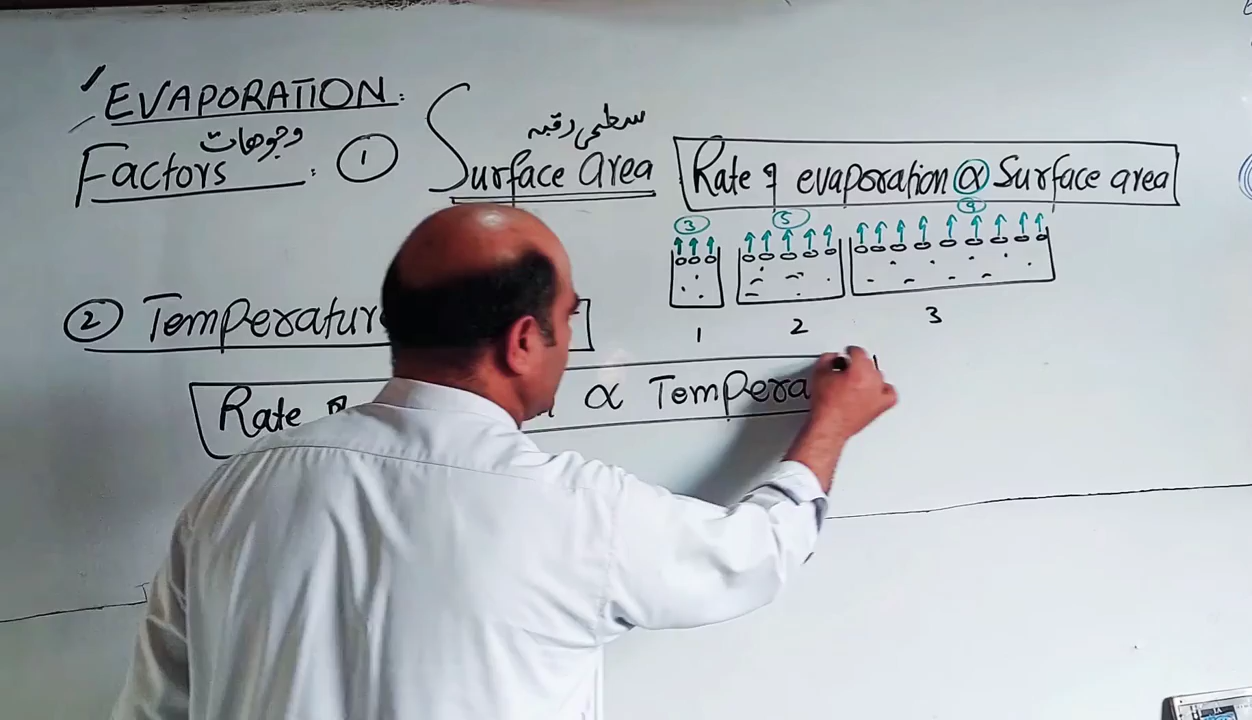 EVAPORATION:
Factors وجوهات : ① Surface area سطحی رقبہ
Rate of evaporation ∝ Surface area
3 5 9
1 2 3
② Temperatur
Rate ∝ Tempera